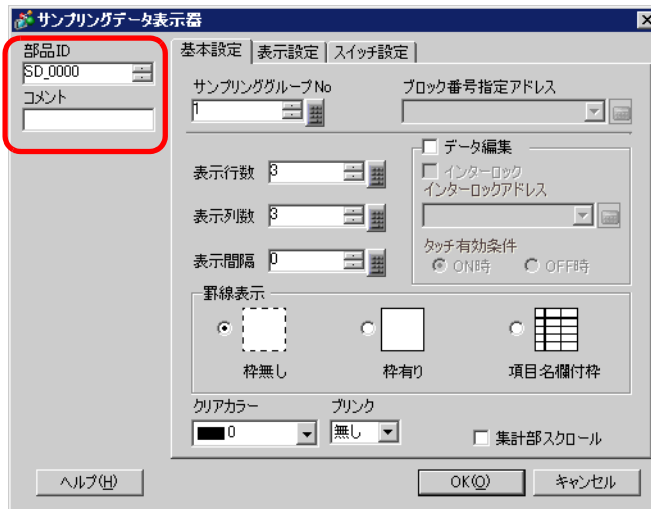 サンプリングデータ表示器
部品ID
SD_0000
コメント
基本設定
表示設定
スイッチ設定
サンプリンググループNo
1
ブロック番号指定アドレス
表示行数 3
表示列数 3
表示間隔 0
データ編集
インターロック
インターロックアドレス
タッチ有効条件
ON時
OFF時
罫線表示
枠無し
枠有り
項目名欄付枠
クリアカラー
0
ブリンク
無し
集計部スクロール
ヘルプ(H)
OK(O)
キャンセル